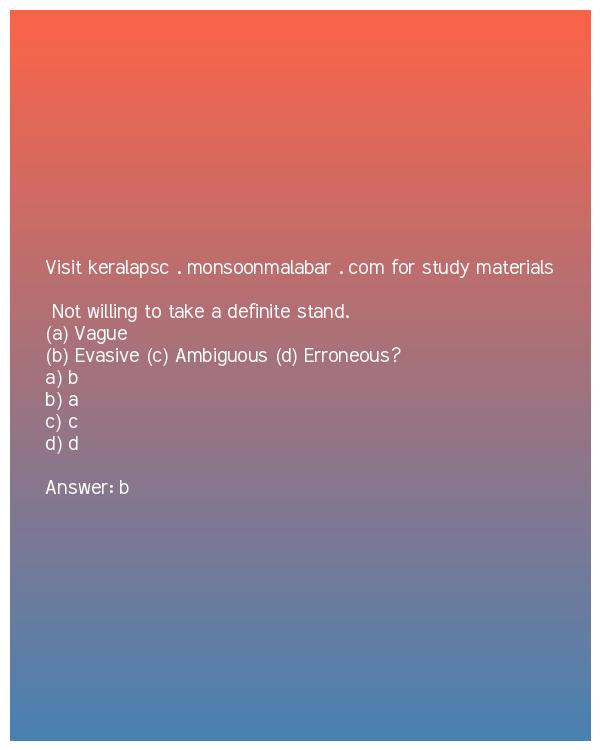 Visit keralapsc . monsoonmalabar . com for study materials
Not willing to take a definite stand.
(a) Vague
(b) Evasive (c) Ambiguous (d) Erroneous?
a) b
b) a
c) c
d) d
Answer: b